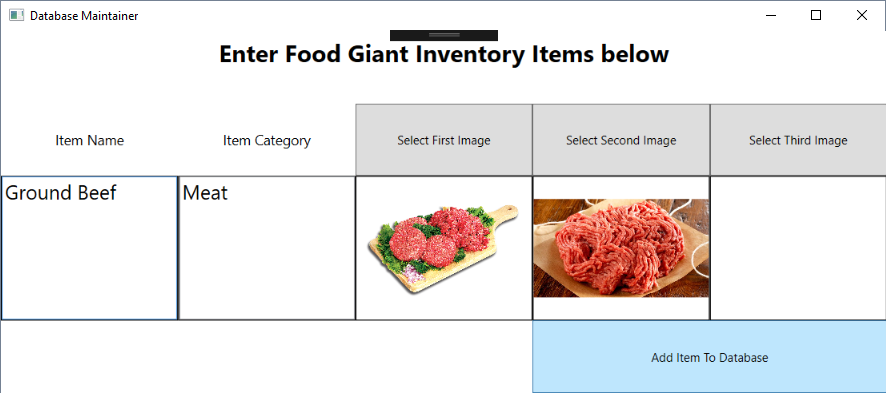 Database Maintainer
Enter Food Giant Inventory Items below
Item Name
Item Category
Select First Image
Select Second Image
Select Third Image
Ground Beef
Meat
Add Item To Database